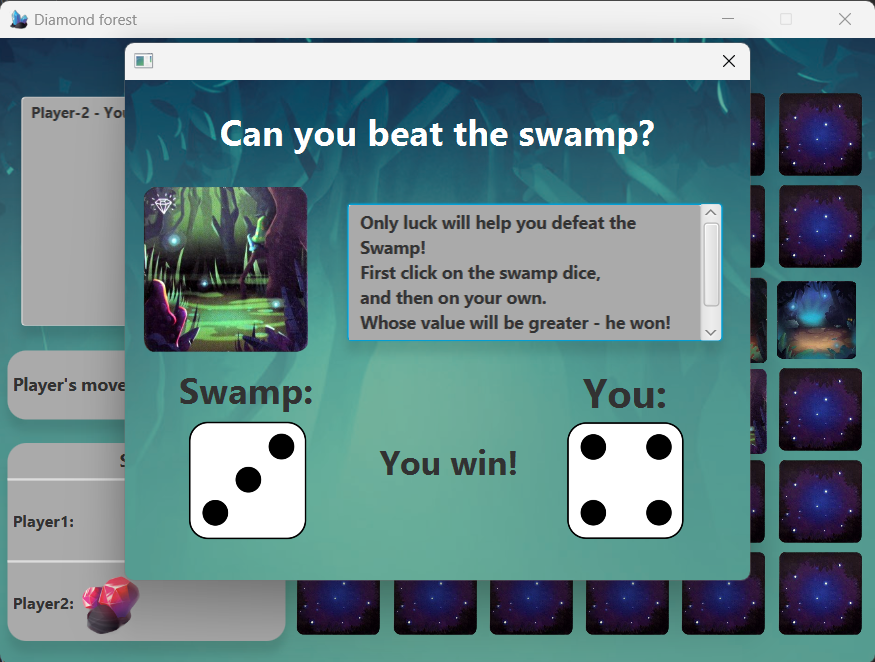 Diamond forest
Can you beat the swamp?
Player-2 - You
Only luck will help you defeat the
Swamp!
First click on the swamp dice,
and then on your own.
Whose value will be greater - he won!
Player's move
Swamp:
You:
You win!
Player1:
Player2: